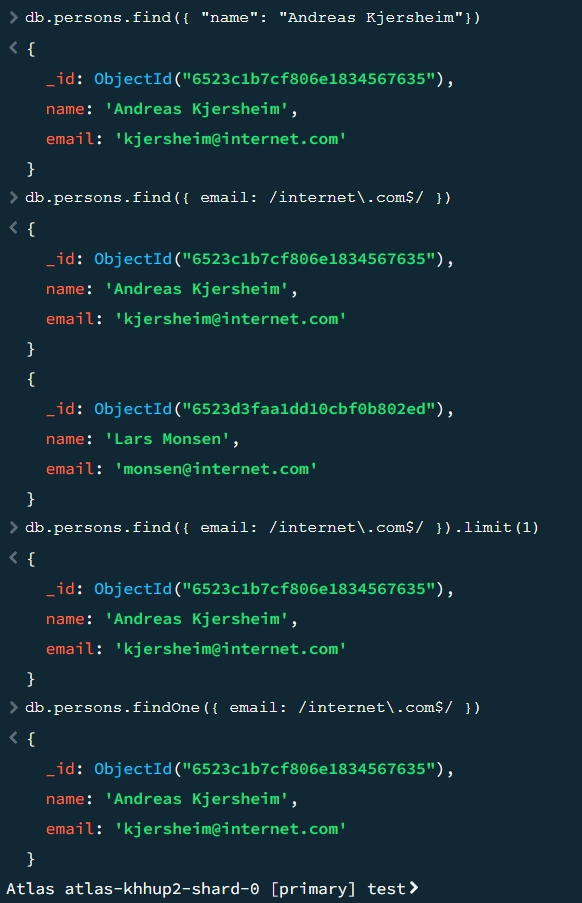 > db.persons.find({ "name": "Andreas Kjersheim"})
< {
    _id: ObjectId("6523c1b7cf806e1834567635"),
    name: 'Andreas Kjersheim',
    email: 'kjersheim@internet.com'
  }
> db.persons.find({ email: /internet\.com$/ })
< {
    _id: ObjectId("6523c1b7cf806e1834567635"),
    name: 'Andreas Kjersheim',
    email: 'kjersheim@internet.com'
  }
  {
    _id: ObjectId("6523d3faa1dd10cbf0b802ed"),
    name: 'Lars Monsen',
    email: 'monsen@internet.com'
  }
> db.persons.find({ email: /internet\.com$/ }).limit(1)
< {
    _id: ObjectId("6523c1b7cf806e1834567635"),
    name: 'Andreas Kjersheim',
    email: 'kjersheim@internet.com'
  }
> db.persons.findOne({ email: /internet\.com$/ })
< {
    _id: ObjectId("6523c1b7cf806e1834567635"),
    name: 'Andreas Kjersheim',
    email: 'kjersheim@internet.com'
  }
Atlas atlas-khhup2-shard-0 [primary] test>